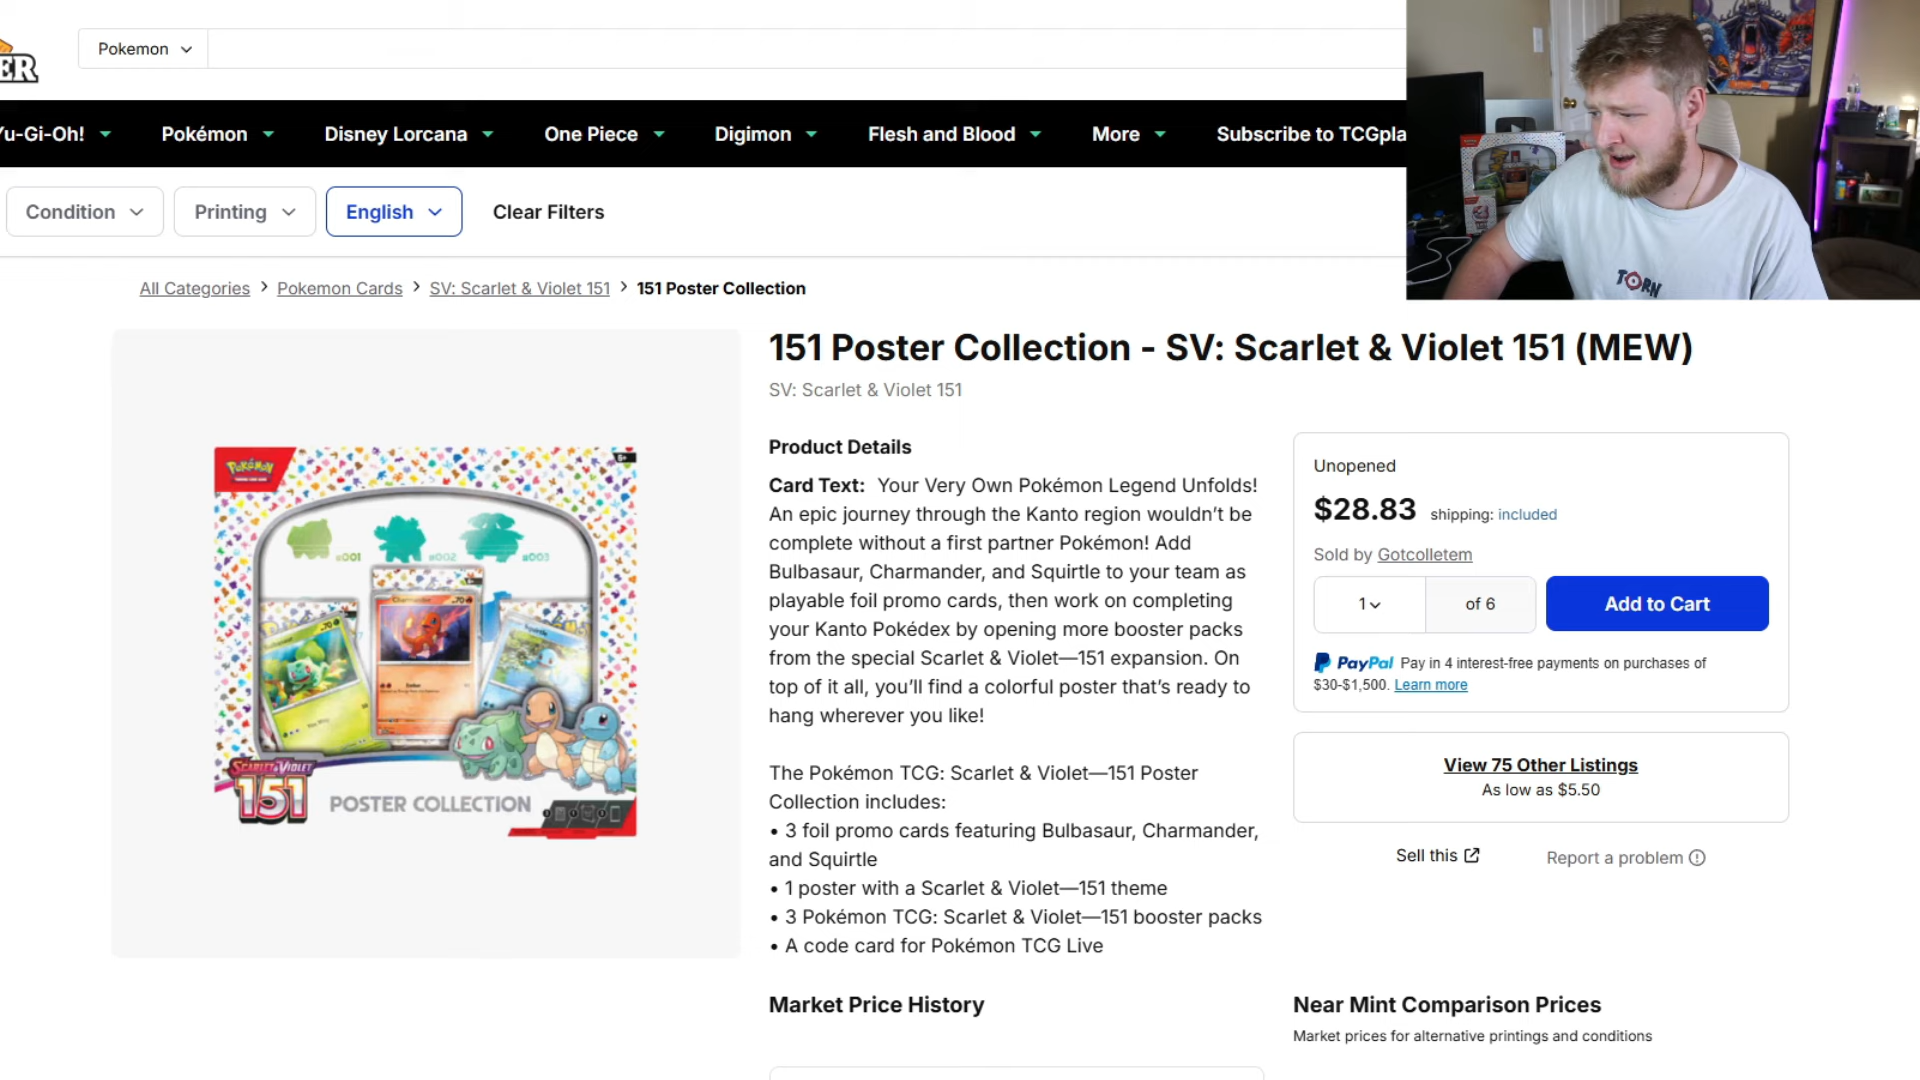 ER
Pokemon
Yu-Gi-Oh!
Pokémon
Disney Lorcana
One Piece
Digimon
Flesh and Blood
More
Subscribe to TCGpla
Condition
Printing
English
Clear Filters
TORN
All Categories > Pokemon Cards > SV: Scarlet & Violet 151 > 151 Poster Collection
151 Poster Collection - SV: Scarlet & Violet 151 (MEW)
SV: Scarlet & Violet 151
POKéMON
#001
#002
#003
Charmander
70
Squirtle
SCARLET & VIOLET
151
POSTER COLLECTION
Product Details
Card Text: Your Very Own Pokémon Legend Unfolds!
An epic journey through the Kanto region wouldn't be
complete without a first partner Pokémon! Add
Bulbasaur, Charmander, and Squirtle to your team as
playable foil promo cards, then work on completing
your Kanto Pokédex by opening more booster packs
from the special Scarlet & Violet—151 expansion. On
top of it all, you'll find a colorful poster that's ready to
hang wherever you like!
The Pokémon TCG: Scarlet & Violet—151 Poster
Collection includes:
• 3 foil promo cards featuring Bulbasaur, Charmander,
and Squirtle
• 1 poster with a Scarlet & Violet—151 theme
• 3 Pokémon TCG: Scarlet & Violet—151 booster packs
• A code card for Pokémon TCG Live
Unopened
$28.83 shipping: included
Sold by Gotcolletem
1 of 6
Add to Cart
PayPal Pay in 4 interest-free payments on purchases of
$30-$1,500. Learn more
View 75 Other Listings
As low as $5.50
Sell this
Report a problem
Market Price History
Near Mint Comparison Prices
Market prices for alternative printings and conditions